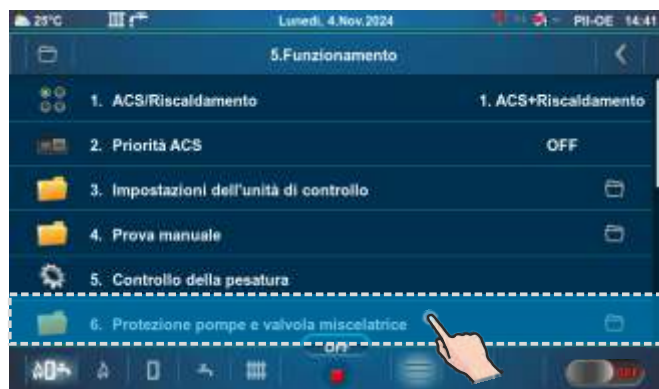 25°C Lunedì, 4.Nov.2024 PII-OE 14:41
5.Funzionamento
1. ACS/Riscaldamento 1. ACS+Riscaldamento
2. Priorità ACS OFF
3. Impostazioni dell'unità di controllo
4. Prova manuale
5. Controllo della pesatura
6. Protezione pompe e valvola miscelatrice
OFF
OFF